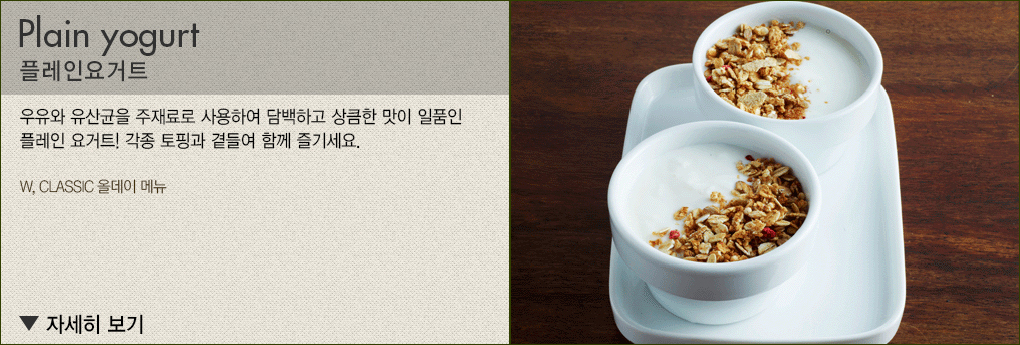 Plain yogurt
플레인요거트
우유와 유산균을 주재료로 사용하여 담백하고 상큼한 맛이 일품인
플레인 요거트! 각종 토핑과 곁들여 함께 즐기세요.
W, CLASSIC 올데이 메뉴
▼ 자세히 보기